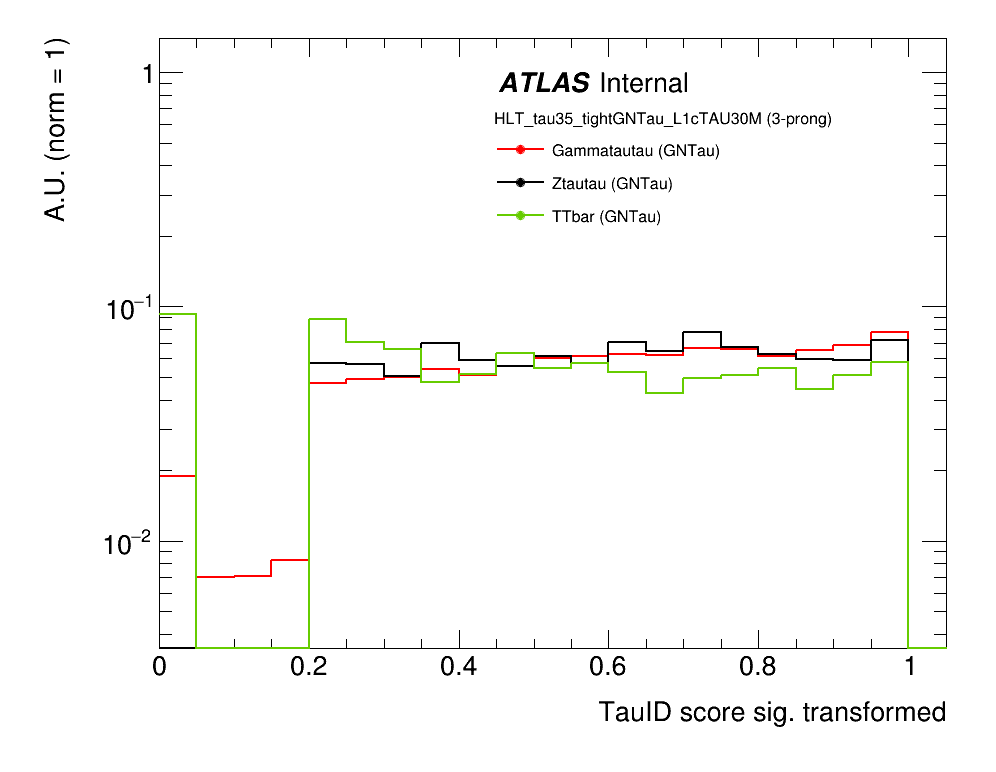 A.U. (norm = 1)
ATLAS Internal
HLT_tau35_tightGNTau_L1cTAU30M (3-prong)
Gammatautau (GNTau)
Ztautau (GNTau)
TTbar (GNTau)
1
10⁻¹
10⁻²
0 0.2 0.4 0.6 0.8 1
TauID score sig. transformed